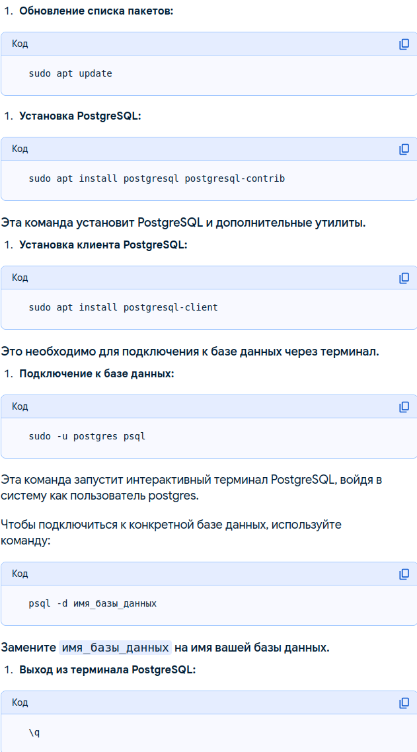 1. Обновление списка пакетов:
Код
sudo apt update
1. Установка PostgreSQL:
Код
sudo apt install postgresql postgresql-contrib
Эта команда установит PostgreSQL и дополнительные утилиты.
1. Установка клиента PostgreSQL:
Код
sudo apt install postgresql-client
Это необходимо для подключения к базе данных через терминал.
1. Подключение к базе данных:
Код
sudo -u postgres psql
Эта команда запустит интерактивный терминал PostgreSQL, войдя в
систему как пользователь postgres.
Чтобы подключиться к конкретной базе данных, используйте
команду:
Код
psql -d имя_базы_данных
Замените имя_базы_данных на имя вашей базы данных.
1. Выход из терминала PostgreSQL:
Код
\q